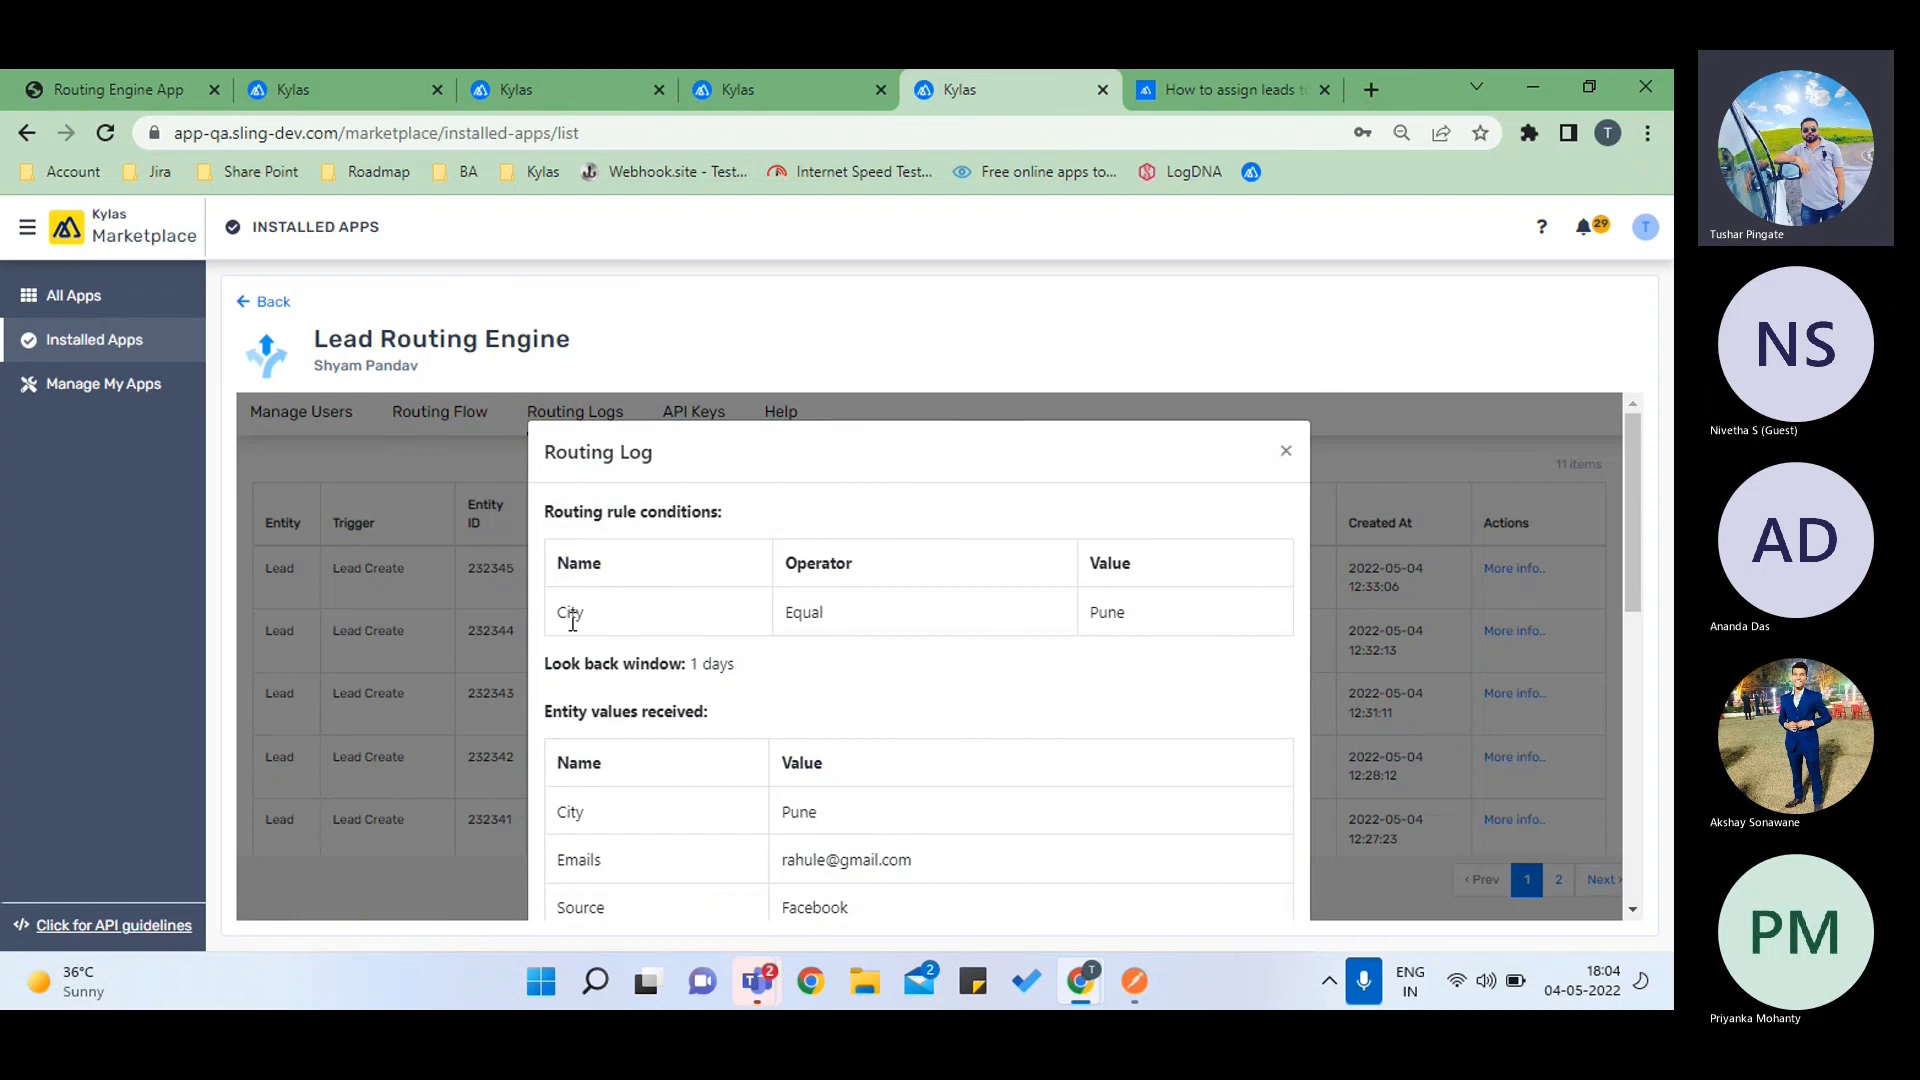 Routing Engine App
Kylas
Kylas
Kylas
Kylas
How to assign leads t
app-qa.sling-dev.com/marketplace/installed-apps/list
T
Account
Jira
Share Point
Roadmap
BA
Kylas
Webhook.site - Test...
Internet Speed Test...
Free online apps to...
LogDNA
Kylas
Marketplace
INSTALLED APPS
?
29
T
All Apps
Installed Apps
Manage My Apps
Click for API guidelines
Back
Lead Routing Engine
Shyam Pandav
Manage Users
Routing Flow
Routing Logs
API Keys
Help
11 items
Entity
Trigger
Entity
ID
Created At
Actions
Lead
Lead Create
232345
2022-05-04
12:33:06
More info..
Lead
Lead Create
232344
2022-05-04
12:32:13
More info..
Lead
Lead Create
232343
2022-05-04
12:31:11
More info..
Lead
Lead Create
232342
2022-05-04
12:28:12
More info..
Lead
Lead Create
232341
2022-05-04
12:27:23
More info..
‹ Prev
1
2
Next ›
Routing Log
×
Routing rule conditions:
Name
Operator
Value
City
Equal
Pune
Look back window: 1 days
Entity values received:
Name
Value
City
Pune
Emails
rahule@gmail.com
Source
Facebook
36°C
Sunny
2
2
T
ENG
IN
18:04
04-05-2022
Tushar Pingate
NS
Nivetha S (Guest)
AD
Ananda Das
Akshay Sonawane
PM
Priyanka Mohanty